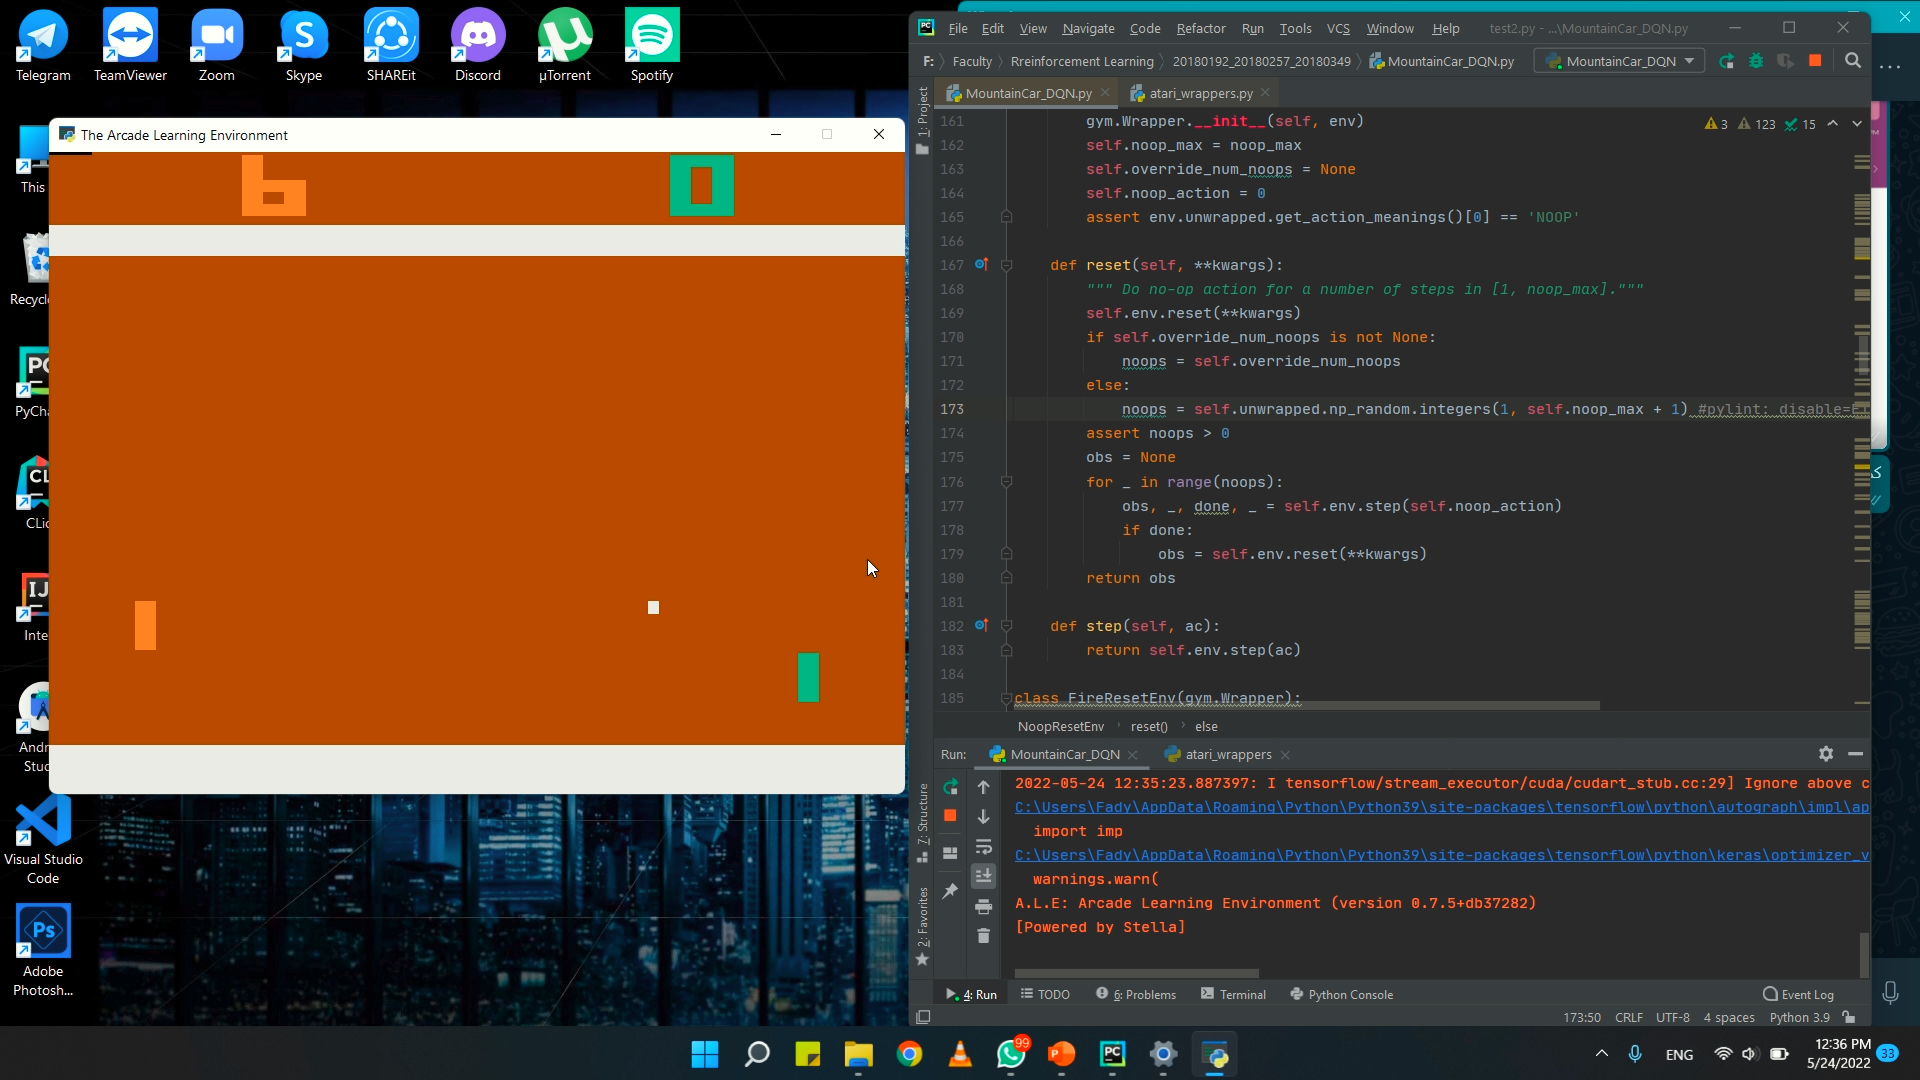 Telegram
TeamViewer
Zoom
Skype
SHAREit
Discord
µTorrent
Spotify
This
Recycl
PyCha
CLio
Inte
Andr
Stud
Visual Studio
Code
Adobe
Photosh...
The Arcade Learning Environment
6
0
File Edit View Navigate Code Refactor Run Tools VCS Window Help test2.py - ...\MountainCar_DQN.py
F: Faculty Rreinforcement Learning 20180192_20180257_20180349 MountainCar_DQN.py MountainCar_DQN
MountainCar_DQN.py atari_wrappers.py
1: Project
3 123 15
161 gym.Wrapper.__init__(self, env)
162 self.noop_max = noop_max
163 self.override_num_noops = None
164 self.noop_action = 0
165 assert env.unwrapped.get_action_meanings()[0] == 'NOOP'
166
167 def reset(self, **kwargs):
168 """ Do no-op action for a number of steps in [1, noop_max]."""
169 self.env.reset(**kwargs)
170 if self.override_num_noops is not None:
171 noops = self.override_num_noops
172 else:
173 noops = self.unwrapped.np_random.integers(1, self.noop_max + 1) #pylint: disable=E
174 assert noops > 0
175 obs = None
176 for _ in range(noops):
177 obs, _, done, _ = self.env.step(self.noop_action)
178 if done:
179 obs = self.env.reset(**kwargs)
180 return obs
181
182 def step(self, ac):
183 return self.env.step(ac)
184
185 class FireResetEnv(gym.Wrapper):
NoopResetEnv reset() else
Run: MountainCar_DQN atari_wrappers
2022-05-24 12:35:23.887397: I tensorflow/stream_executor/cuda/cudart_stub.cc:29] Ignore above c
C:\Users\Fady\AppData\Roaming\Python\Python39\site-packages\tensorflow\python\autograph\impl\ap
import imp
C:\Users\Fady\AppData\Roaming\Python\Python39\site-packages\tensorflow\python\keras\optimizer_v
warnings.warn(
A.L.E: Arcade Learning Environment (version 0.7.5+db37282)
[Powered by Stella]
7: Structure
2: Favorites
4: Run TODO 6: Problems Terminal Python Console Event Log
173:50 CRLF UTF-8 4 spaces Python 3.9
99
ENG
12:36 PM
5/24/2022
33